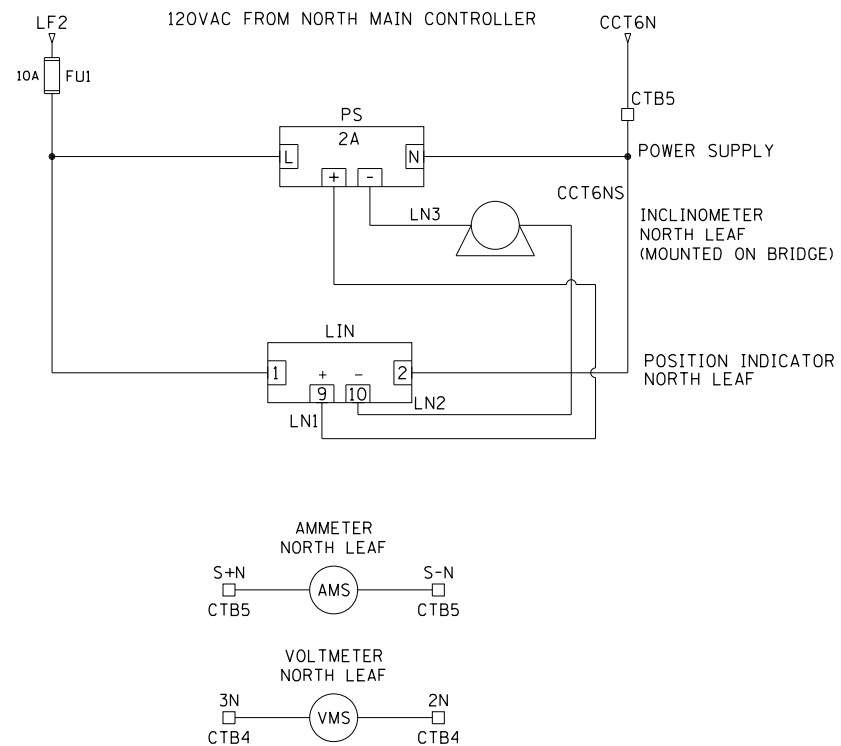 LF2
120VAC FROM NORTH MAIN CONTROLLER
CCT6N
10A
FU1
CTB5
PS
2A
L
N
POWER SUPPLY
+
-
CCT6NS
LN3
INCLINOMETER
NORTH LEAF
(MOUNTED ON BRIDGE)
LIN
1
+
-
2
POSITION INDICATOR
NORTH LEAF
9
10
LN2
LN1
AMMETER
NORTH LEAF
S+N
AMS
S-N
CTB5
CTB5
VOLTMETER
NORTH LEAF
3N
VMS
2N
CTB4
CTB4